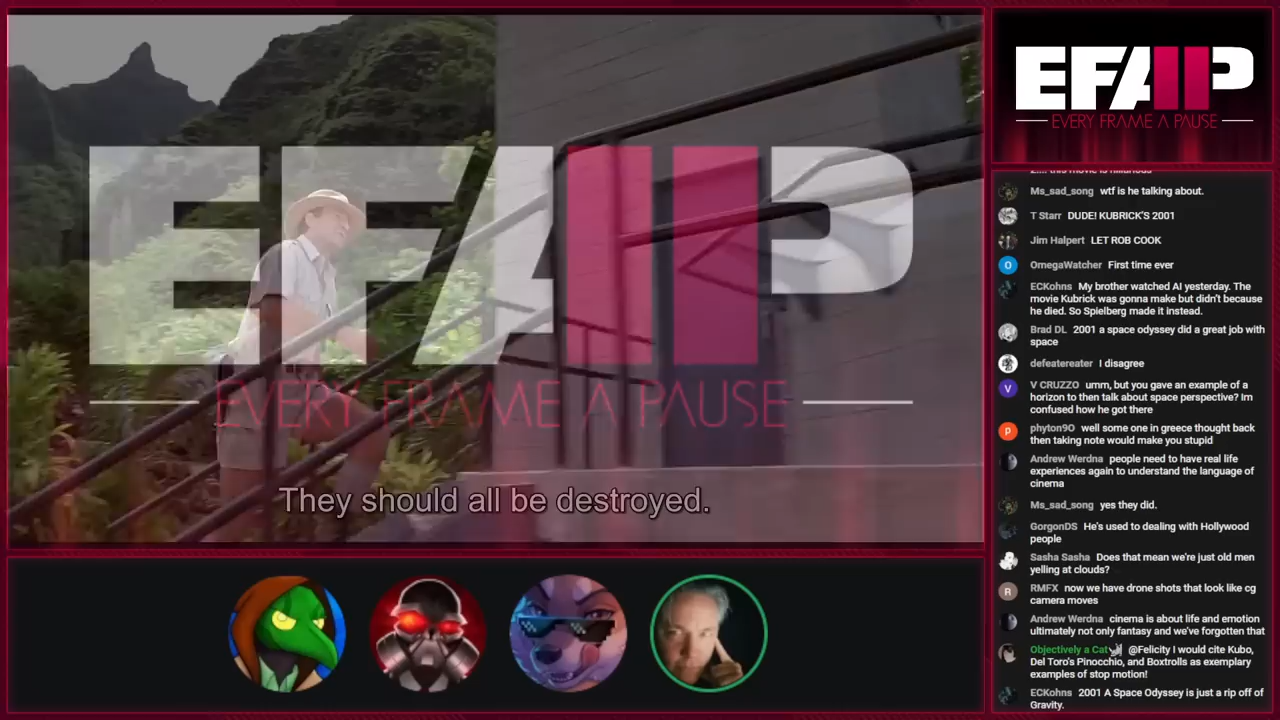 EFAP
EVERY FRAME A PAUSE
They should all be destroyed.
EFAP
EVERY FRAME A PAUSE
Ms_sad_song wtf is he talking about.
T Starr DUDE! KUBRICK'S 2001
Jim Halpert LET ROB COOK
OmegaWatcher First time ever
ECKohns My brother watched AI yesterday. The
movie Kubrick was gonna make but didn't because
he died. So Spielberg made it instead.
Brad DL 2001 a space odyssey did a great job with
space
defeatereater I disagree
V CRUZZO umm, but you gave an example of a
horizon to then talk about space perspective? Im
confused how he got there
phyton9O well some one in greece thought back
then taking note would make you stupid
Andrew Werdna people need to have real life
experiences again to understand the language of
cinema
Ms_sad_song yes they did.
GorgonDS He's used to dealing with Hollywood
people
Sasha Sasha Does that mean we're just old men
yelling at clouds?
RMFX now we have drone shots that look like cg
camera moves
Andrew Werdna cinema is about life and emotion
ultimately not only fantasy and we've forgotten that
Objectively a Cat @Felicity I would cite Kubo,
Del Toro's Pinocchio, and Boxtrolls as exemplary
examples of stop motion!
ECKohns 2001 A Space Odyssey is just a rip off of
Gravity.